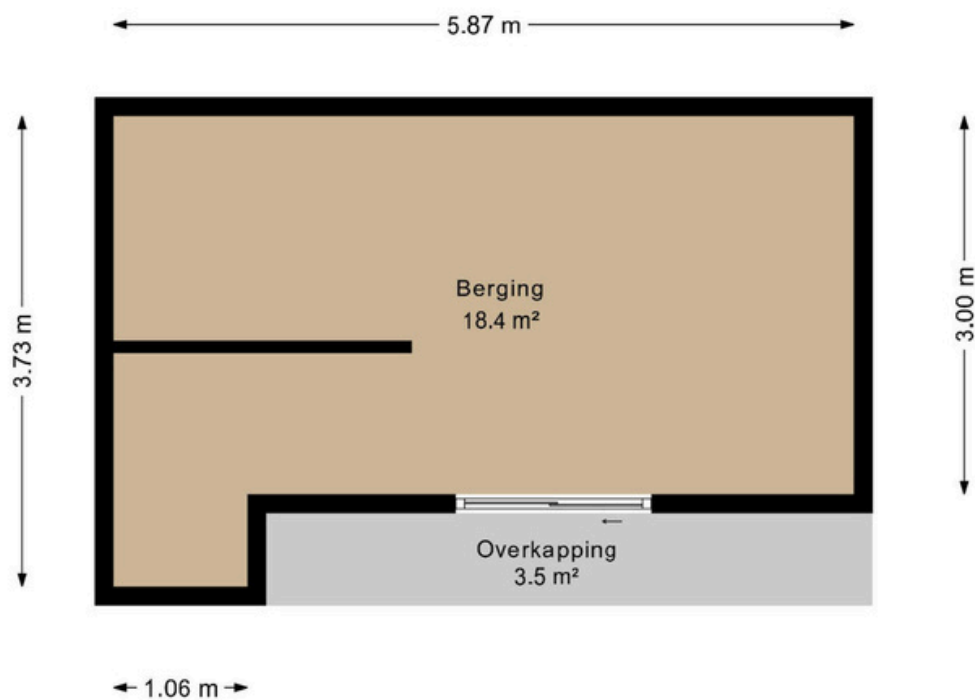 5.87 m
3.73 m
3.00 m
Berging
18.4 m²
Overkapping
3.5 m²
1.06 m